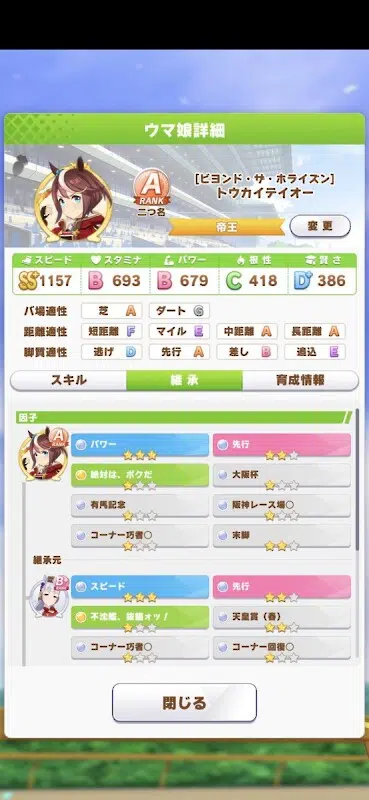 ウマ娘詳細
A
RANK
二つ名
[ビヨンド・ザ・ホライズン]
トウカイテイオー
帝王
変更
スピード スタミナ パワー 根性 賢さ
SS 1157 B 693 B 679 C 418 D+ 386
バ場適性 芝 A ダート G
距離適性 短距離 F マイル E 中距離 A 長距離 A
脚質適性 逃げ D 先行 A 差し B 追込 E
スキル 継承 育成情報
因子
A
RANK
パワー 先行
絶対は、ボクだ 大阪杯
有馬記念 阪神レース場○
コーナー巧者○ 末脚
継承元
B+
スピード 先行
不沈艦、抜錨ォッ! 天皇賞(春)
コーナー巧者○ コーナー回復○
閉じる